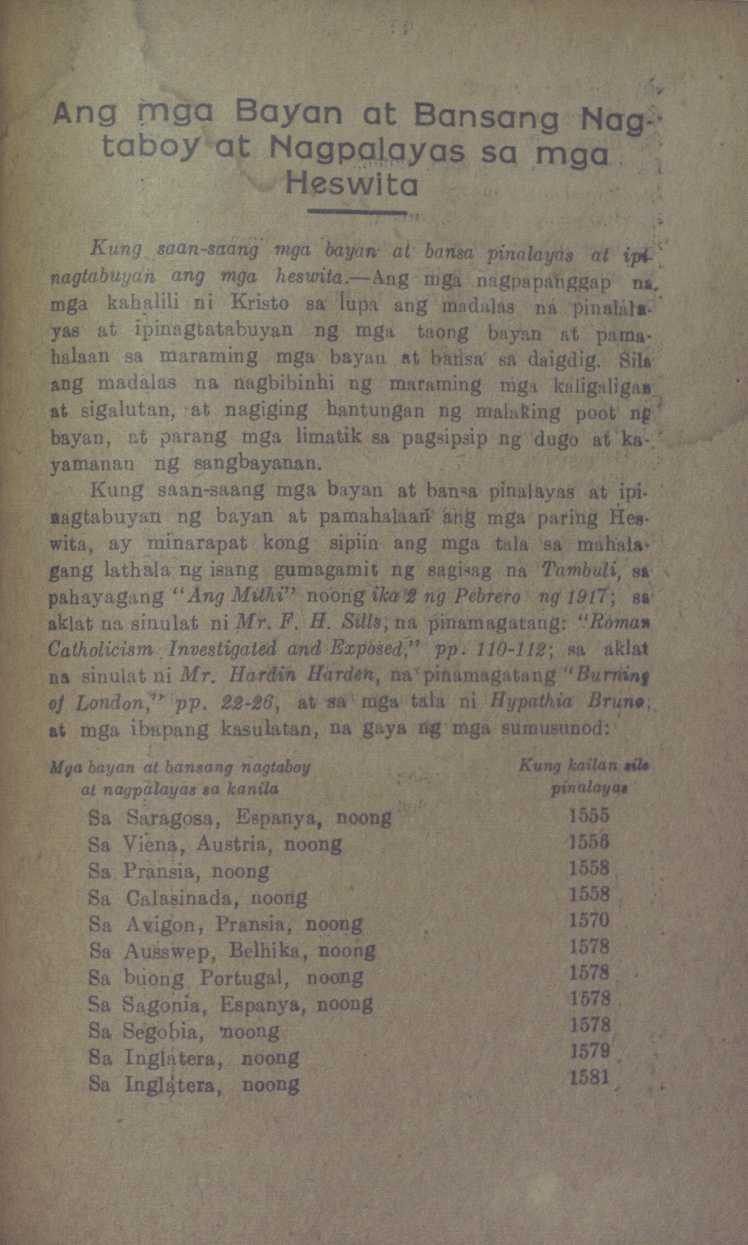 Ang mga Bayan at Bansang Nag-
taboy at Nagpalayas sa mga
Heswita
Kung saan-saang mga bayan at bansa pinalayas at ipi-
nagtabuyan ang mga heswita.—Ang mga nagpapanggap na
mga kahalili ni Kristo sa lupa ang madalas na pinalala-
yas at ipinagtatabuyan ng mga taong bayan at pama-
halaan sa maraming mga bayan at bansa sa daigdig. Sila
ang madalas na nagbibinhi ng maraming mga kaligaligan
at sigalutan, at nagiging hantungan ng malaking poot ng
bayan, at parang mga limatik sa pagsipsip ng dugo at ka-
yamanan ng sangbayanan.
Kung saan-saang mga bayan at bansa pinalayas at ipi-
nagtabuyan ng bayan at pamahalaan ang mga paring Hes-
wita, ay minarapat kong sipiin ang mga tala sa mahala-
gang lathala ng isang gumagamit ng sagisag na Tambuli, sa
pahayagang "Ang Mithi" noong ika 2 ng Pebrero ng 1917; sa
aklat na sinulat ni Mr. F. H. Sills, na pinamagatang: "Roman
Catholicism Investigated and Exposed," pp. 110-112; sa aklat
na sinulat ni Mr. Hardin Harden, na pinamagatang "Burning
of London," pp. 22-26, at sa mga tala ni Hypathia Bruno,
at mga ibapang kasulatan, na gaya ng mga sumusunod:
Mga bayan at bansang nagtaboy Kung kailan sila
at nagpalayas sa kanila pinalayas
Sa Saragosa, Espanya, noong 1555
Sa Viena, Austria, noong 1556
Sa Pransia, noong 1558
Sa Calasinada, noong 1558
Sa Avigon, Pransia, noong 1570
Sa Ausswep, Belhika, noong 1578
Sa buong Portugal, noong 1578
Sa Sagonia, Espanya, noong 1578
Sa Segobia, noong 1578
Sa Inglatera, noong 1579
Sa Inglatera, noong 1581